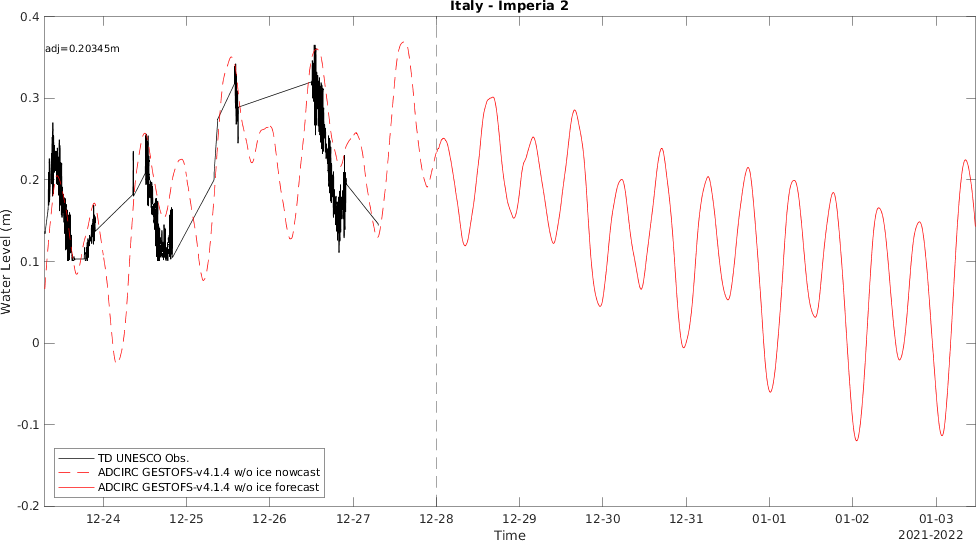 Italy - Imperia 2
adj=0.20345m
0.4
0.3
0.2
0.1
0
-0.1
-0.2
Water Level (m)
TD UNESCO Obs.
ADCIRC GESTOFS-v4.1.4 w/o ice nowcast
ADCIRC GESTOFS-v4.1.4 w/o ice forecast
12-24 12-25 12-26 12-27 12-28 12-29 12-30 12-31 01-01 01-02 01-03
Time
2021-2022